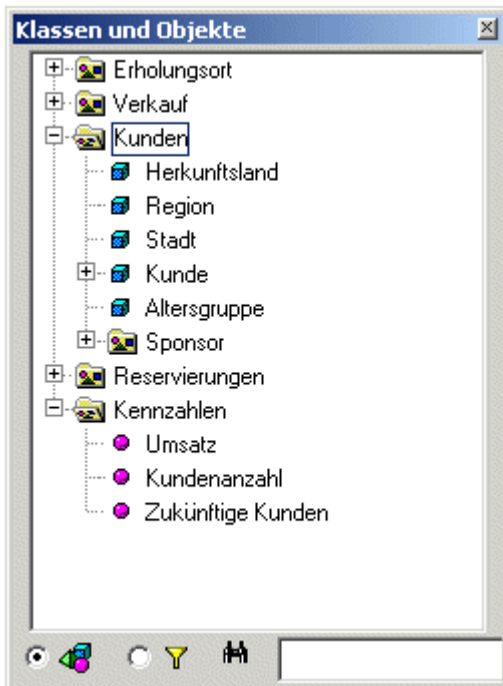 Klassen und Objekte
Erholungsort
Verkauf
Kunden
Herkunftsland
Region
Stadt
Kunde
Altersgruppe
Sponsor
Reservierungen
Kennzahlen
Umsatz
Kundenanzahl
Zukünftige Kunden